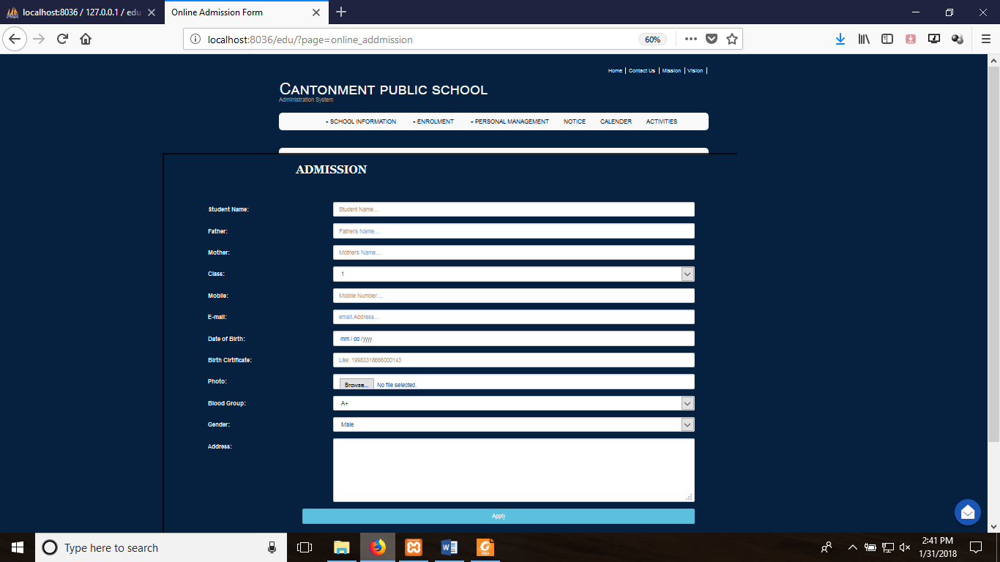 localhost:8036 / 127.0.0.1 / edu
Online Admission Form
localhost:8036/edu/?page=online_addmission
60%
Home | Contact Us | Mission | Vision |
CANTONMENT PUBLIC SCHOOL
Administration System
SCHOOL INFORMATION ENROLMENT PERSONAL MANAGEMENT NOTICE CALENDER ACTIVITIES
ADMISSION
Student Name: Student Name....
Father: Fathers Name....
Mother: Mothers Name....
Class: 1
Mobile: Mobile Number....
E-mail: email Address....
Date of Birth: mm / dd / yyyy
Birth Cirtificate: Like: 19983318666000143
Photo: Browse... No file selected.
Blood Group: A+
Gender: Male
Address:
Apply
Type here to search
2:41 PM
1/31/2018